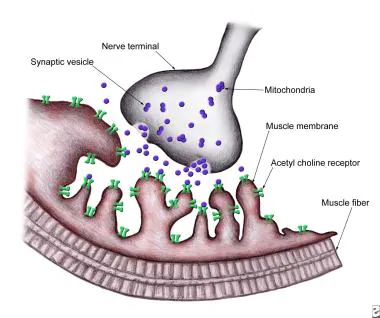 Nerve terminal
Synaptic vesicle
Mitochondria
Muscle membrane
Acetyl choline receptor
Muscle fiber